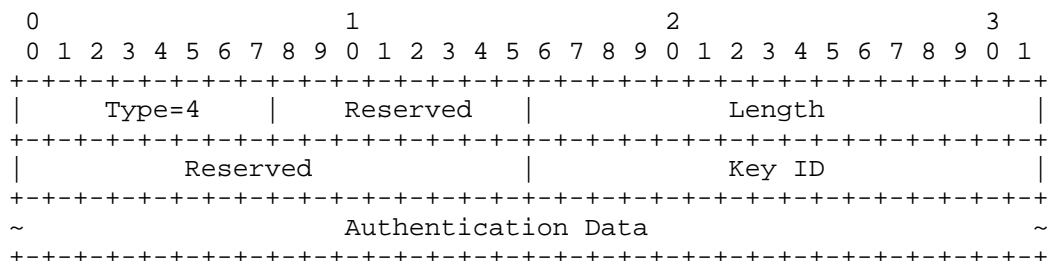 0                   1                   2                   3
 0 1 2 3 4 5 6 7 8 9 0 1 2 3 4 5 6 7 8 9 0 1 2 3 4 5 6 7 8 9 0 1
+-+-+-+-+-+-+-+-+-+-+-+-+-+-+-+-+-+-+-+-+-+-+-+-+-+-+-+-+-+-+-+-+
|     Type=4    |    Reserved   |            Length             |
+-+-+-+-+-+-+-+-+-+-+-+-+-+-+-+-+-+-+-+-+-+-+-+-+-+-+-+-+-+-+-+-+
|          Reserved             |            Key ID             |
+-+-+-+-+-+-+-+-+-+-+-+-+-+-+-+-+-+-+-+-+-+-+-+-+-+-+-+-+-+-+-+-+
~                    Authentication Data                        ~
+-+-+-+-+-+-+-+-+-+-+-+-+-+-+-+-+-+-+-+-+-+-+-+-+-+-+-+-+-+-+-+-+